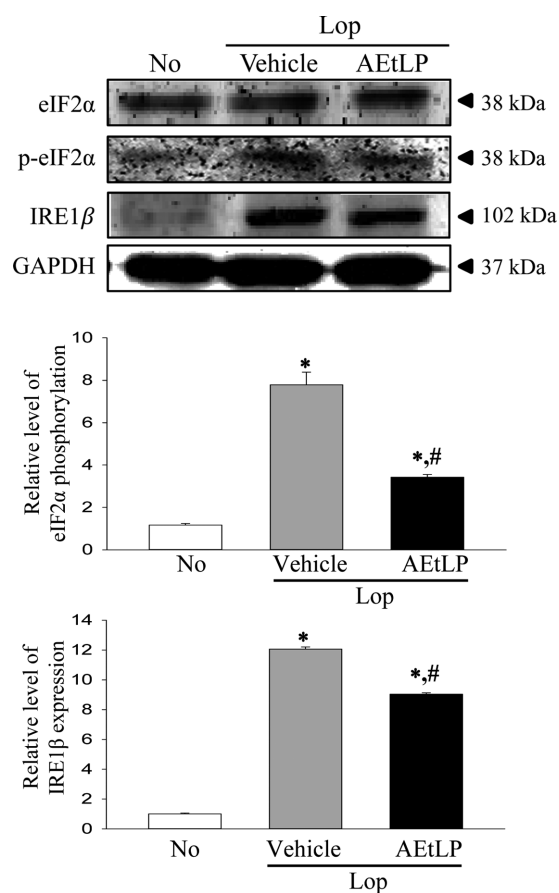 Lop
No Vehicle AEtLP
eIF2α 38 kDa
p-eIF2α 38 kDa
IRE1β 102 kDa
GAPDH 37 kDa
Relative level of
eIF2α phosphorylation
10
8
6
4
2
0
*
*,#
No Vehicle AEtLP
Lop
Relative level of
IRE1β expression
14
12
10
8
6
4
2
0
*
*,#
No Vehicle AEtLP
Lop